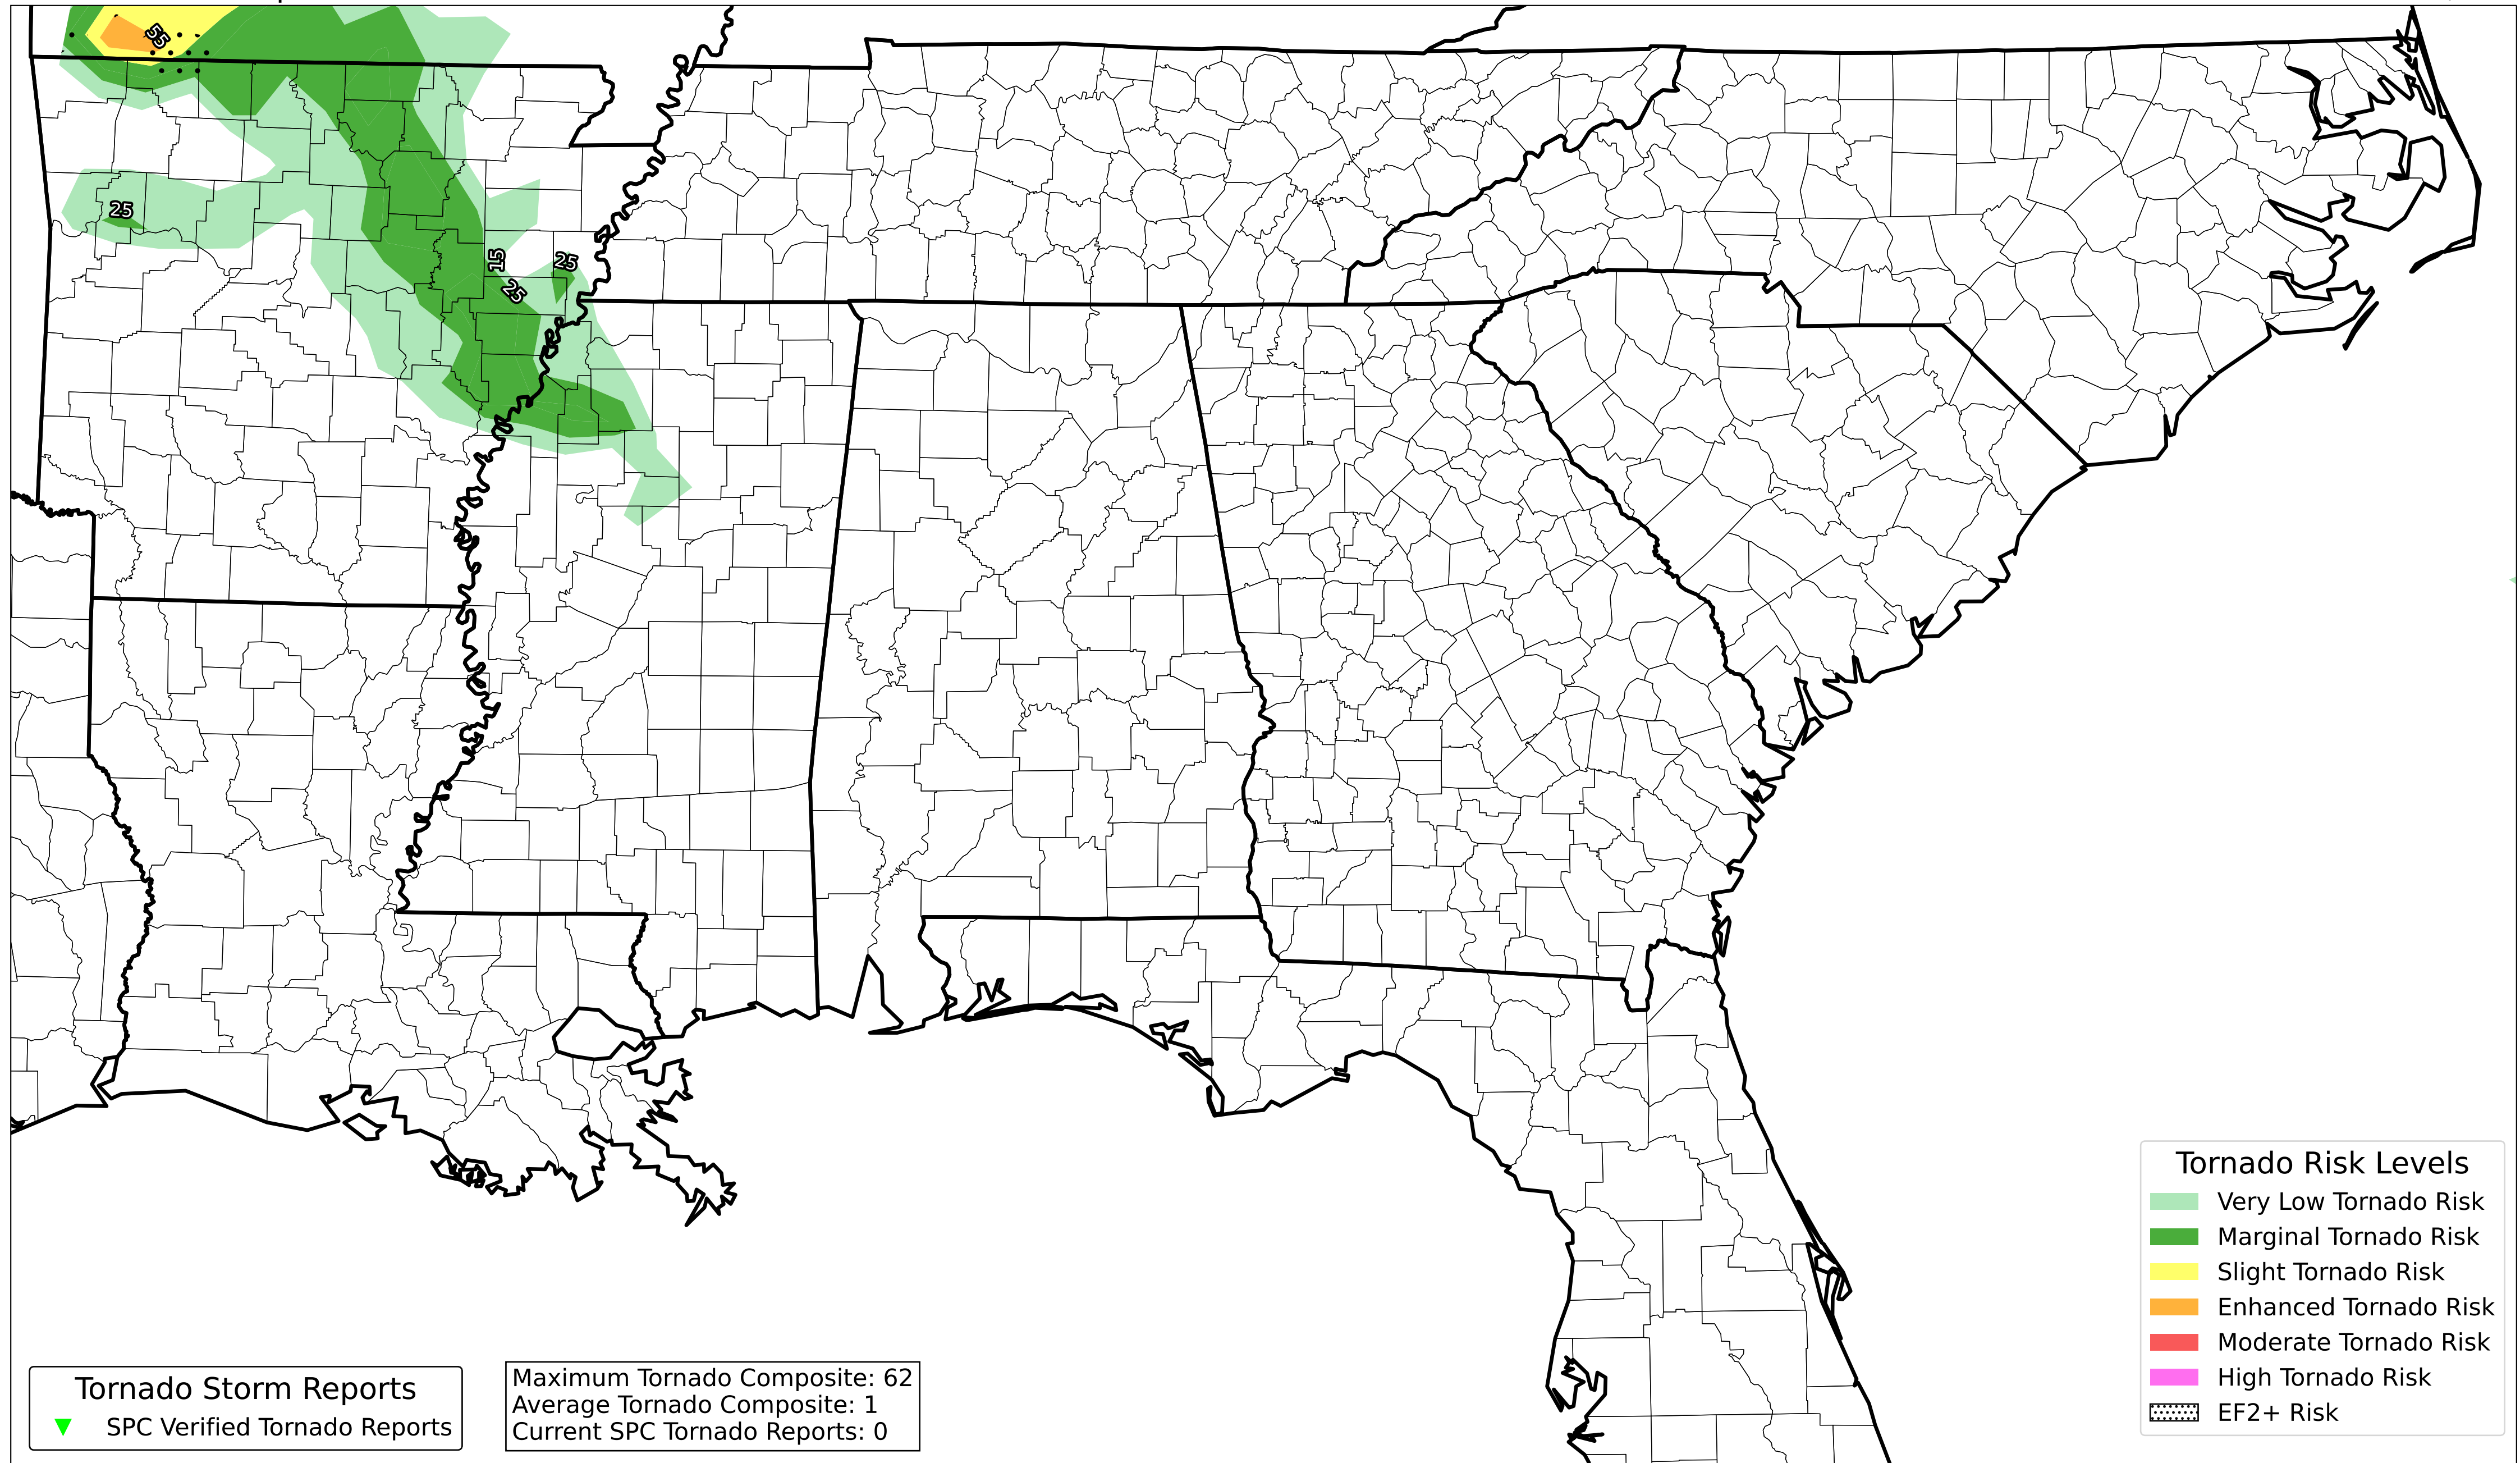 55
25
15
25
25
Tornado Risk Levels
Very Low Tornado Risk
Marginal Tornado Risk
Slight Tornado Risk
Enhanced Tornado Risk
Moderate Tornado Risk
High Tornado Risk
EF2+ Risk
Tornado Storm Reports
SPC Verified Tornado Reports
Maximum Tornado Composite: 62
Average Tornado Composite: 1
Current SPC Tornado Reports: 0